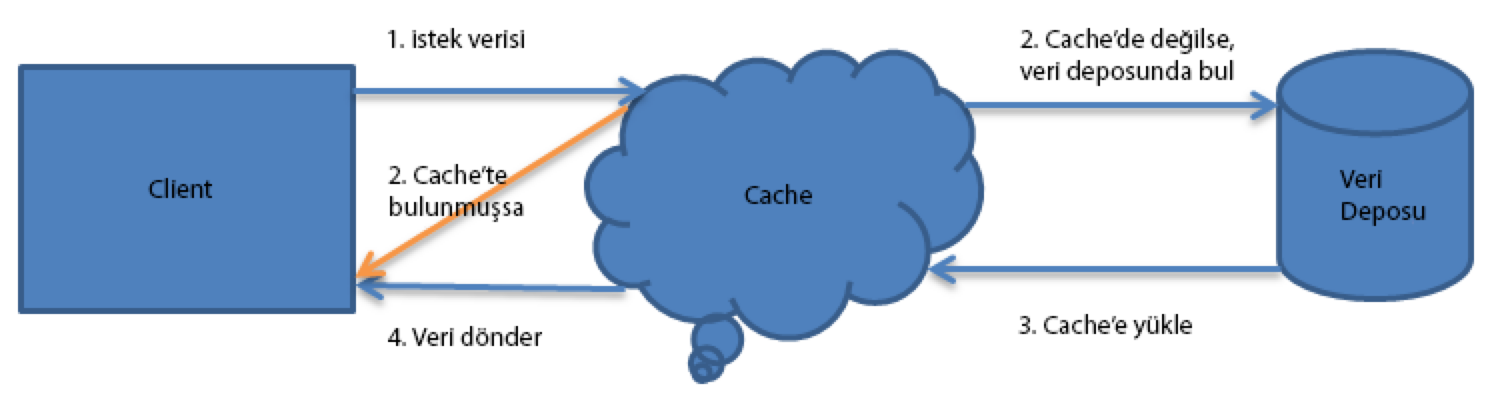 1. istek verisi
2. Cache'de değilse,
veri deposunda bul
Client
2. Cache'te
bulunmuşsa
Cache
Veri
Deposu
4. Veri dönder
3. Cache'e yükle